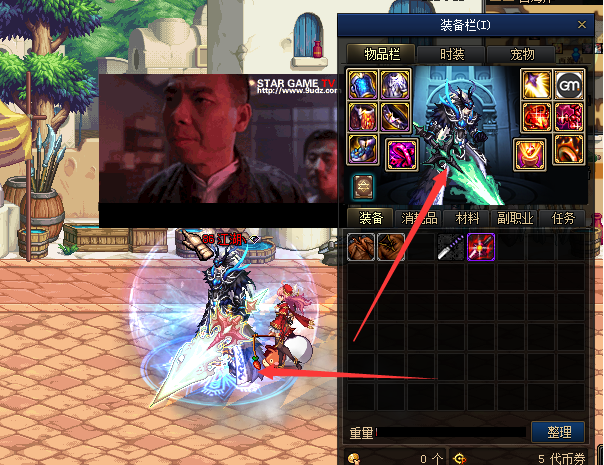 装备栏(I)
物品栏 时装 宠物
STAR GAME TV
http://www.9udz.com
GM
装备 消耗品 材料 副职业 任务
重量
整理
0 个 5 代币券